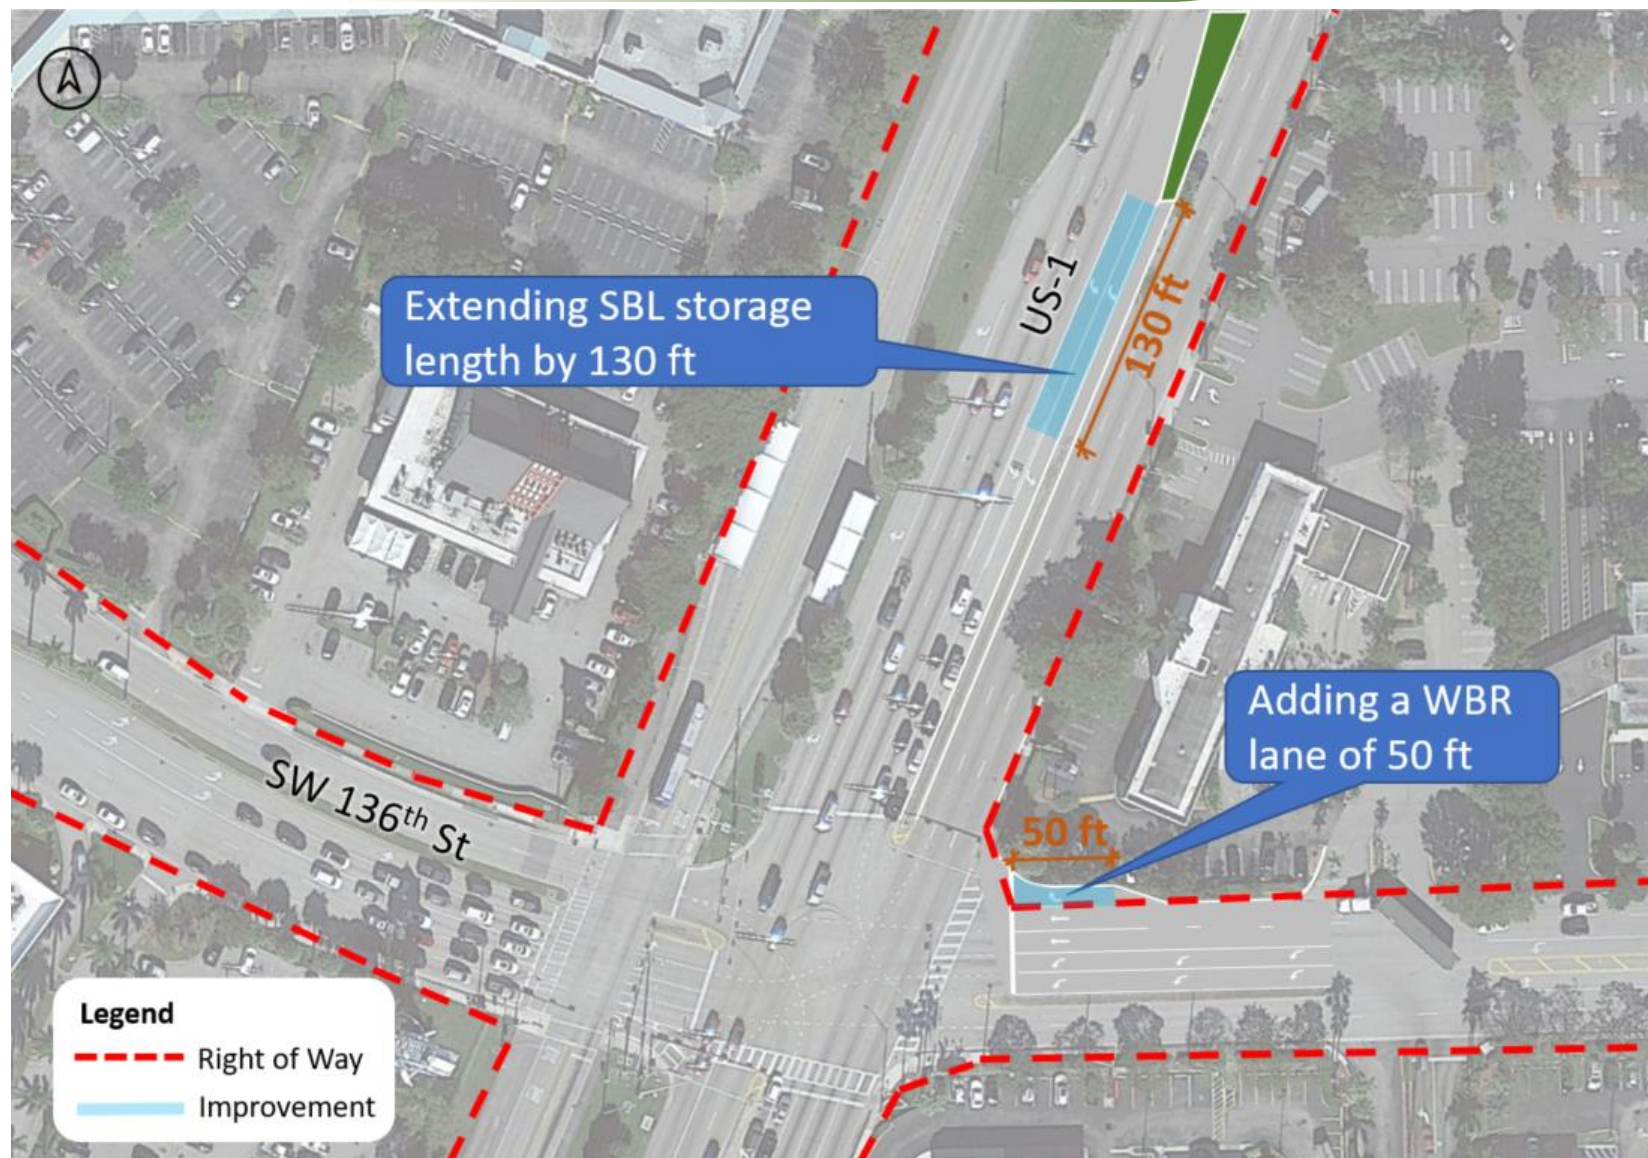 Extending SBL storage
length by 130 ft
US-1
130 ft
Adding a WBR
lane of 50 ft
50 ft
SW 136th St
Legend
Right of Way
Improvement